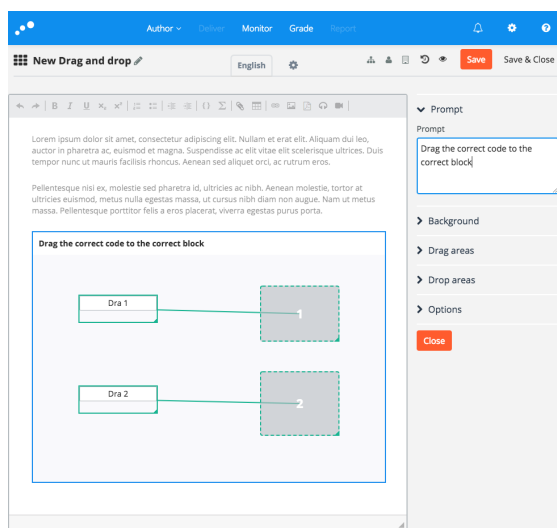 Author Deliver Monitor Grade Report
New Drag and drop
English
Save Save & Close
B I U x₂ x² {} Σ
Lorem ipsum dolor sit amet, consectetur adipiscing elit. Nullam et erat elit. Aliquam dui leo,
auctor in pharetra ac, euismod et magna. Suspendisse ac elit vitae elit scelerisque ultrices. Duis
tempor nunc ut mauris facilisis rhoncus. Aenean sed aliquet orci, ac rutrum eros.
Pellentesque nisi ex, molestie sed pharetra id, ultricies ac nibh. Aenean molestie, tortor at
ultricies euismod, metus nulla egestas massa, ut cursus nibh diam non augue. Nam ut metus
massa. Pellentesque porttitor felis a eros placerat, viverra egestas purus porta.
Drag the correct code to the correct block
Dra 1
1
Dra 2
2
Prompt
Prompt
Drag the correct code to the
correct block
Background
Drag areas
Drop areas
Options
Close